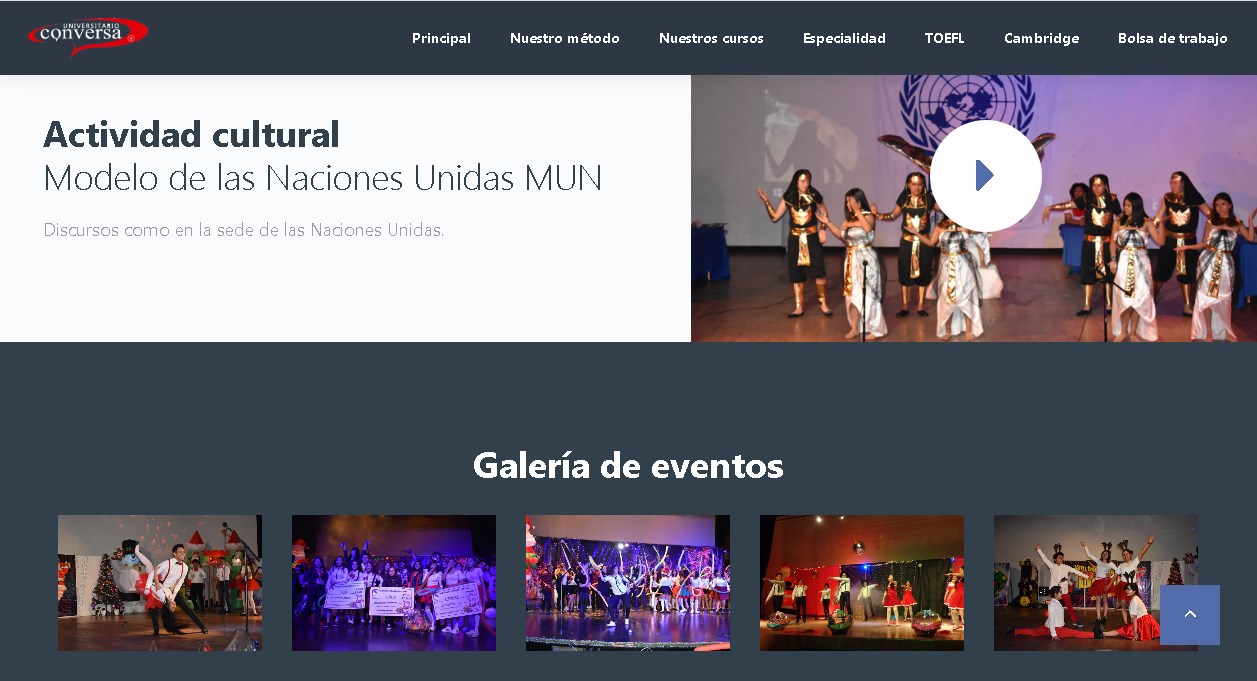 UNIVERSITARIO
conversa®
Principal
Nuestro método
Nuestros cursos
Especialidad
TOEFL
Cambridge
Bolsa de trabajo
Actividad cultural
Modelo de las Naciones Unidas MUN
Discursos como en la sede de las Naciones Unidas.
Galería de eventos